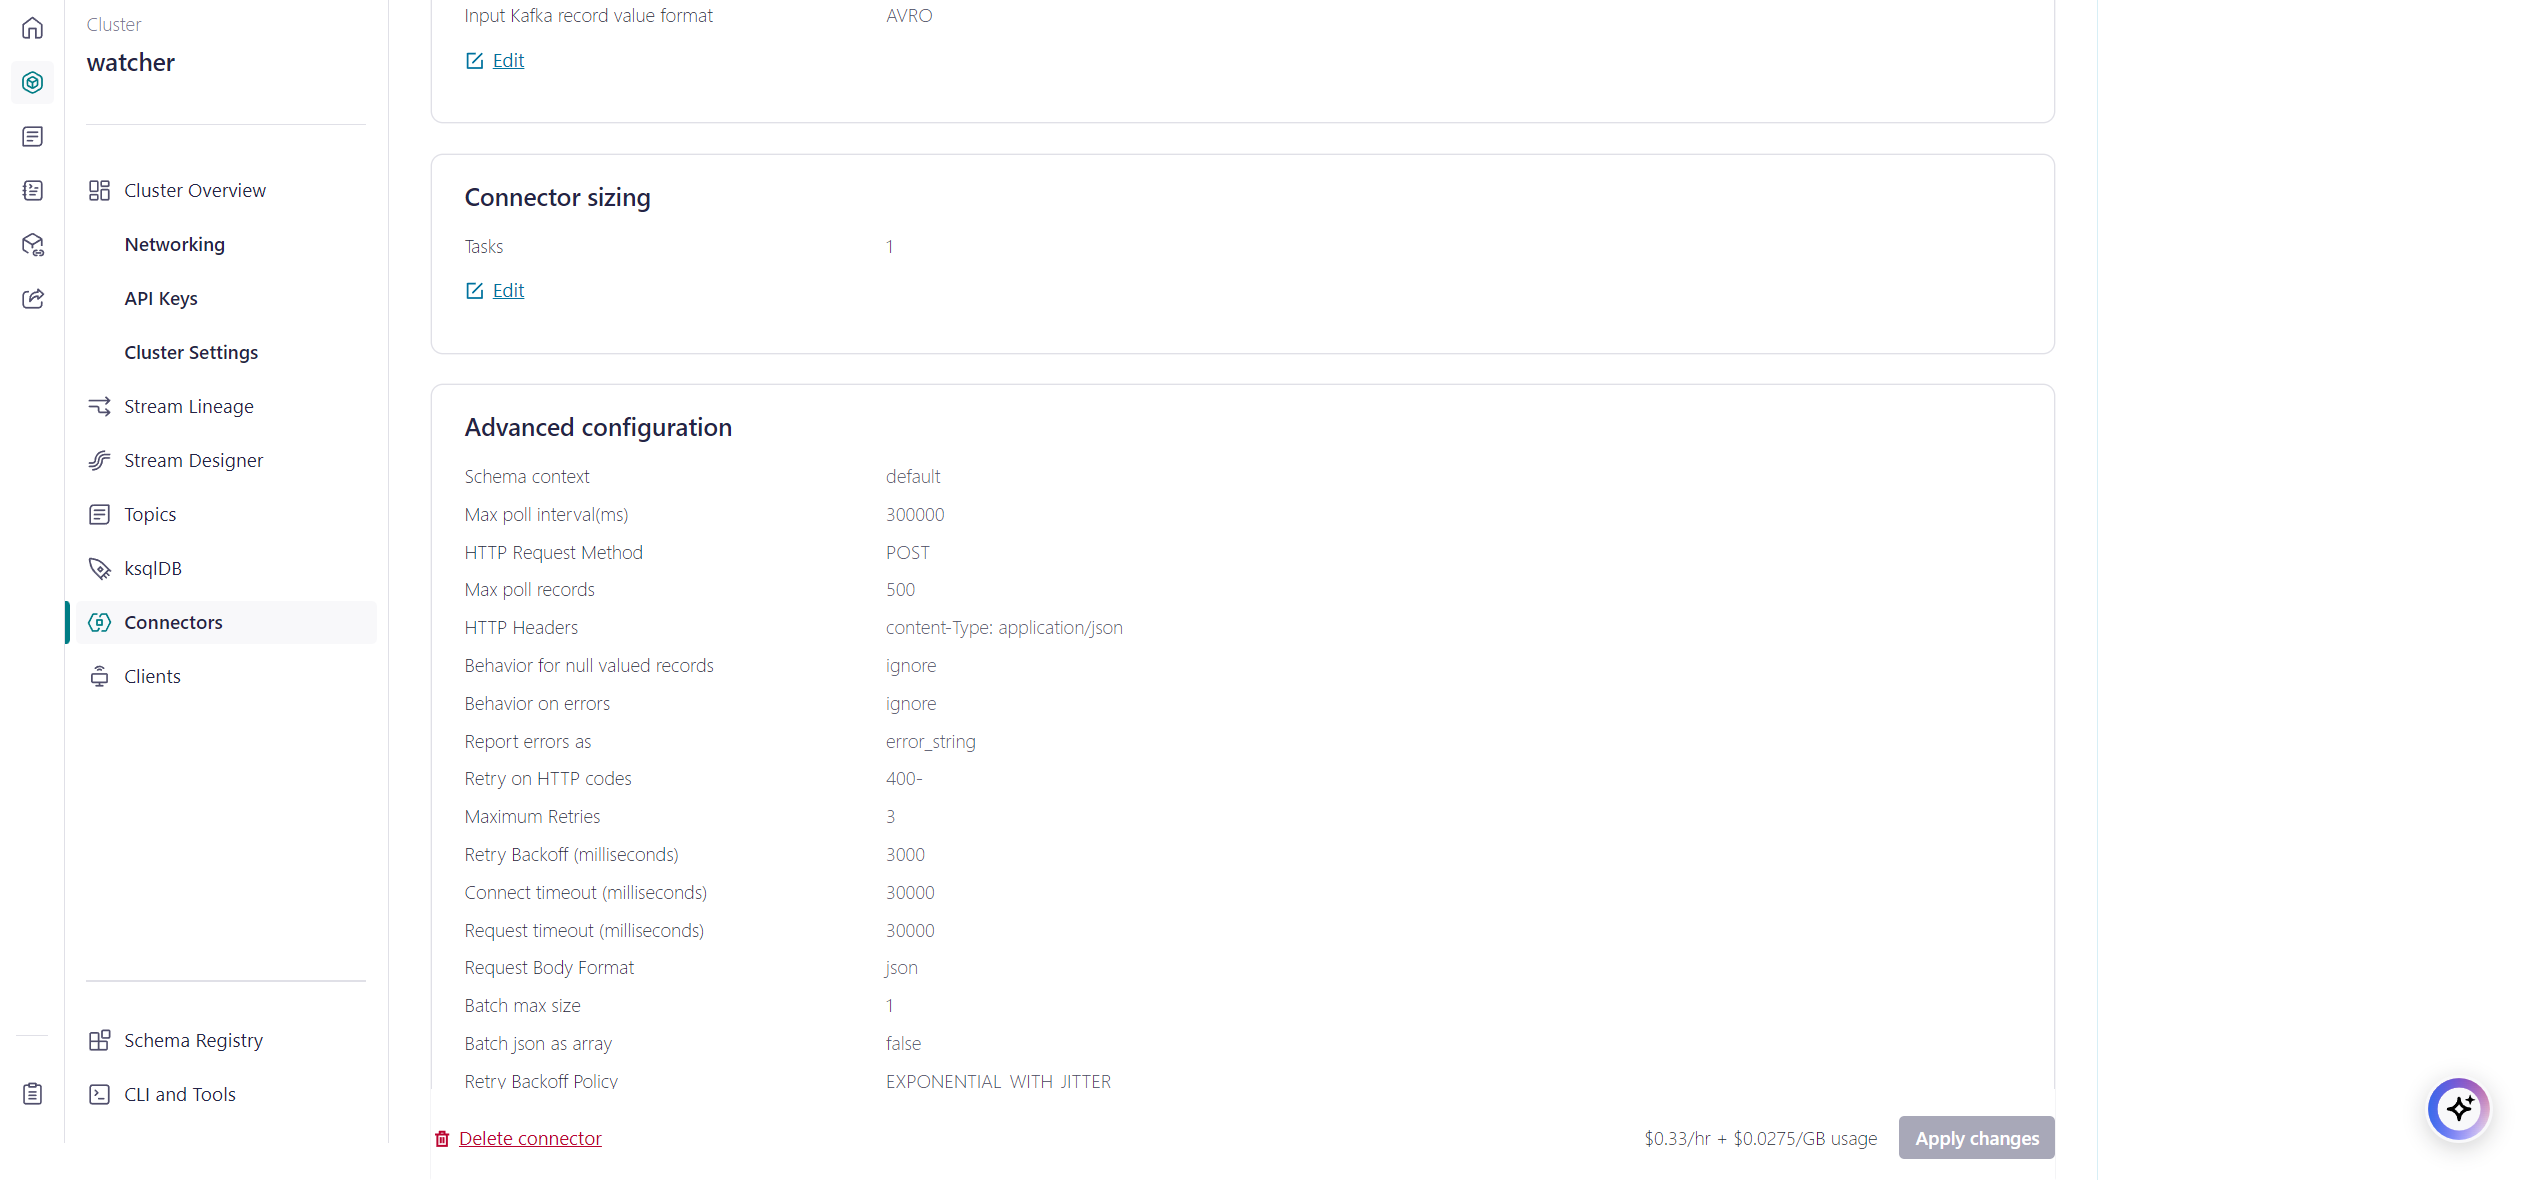 Cluster
watcher
Cluster Overview
Networking
API Keys
Cluster Settings
Stream Lineage
Stream Designer
Topics
ksqlDB
Connectors
Clients
Schema Registry
CLI and Tools
Input Kafka record value format AVRO
Edit
Connector sizing
Tasks 1
Edit
Advanced configuration
Schema context default
Max poll interval(ms) 300000
HTTP Request Method POST
Max poll records 500
HTTP Headers content-Type: application/json
Behavior for null valued records ignore
Behavior on errors ignore
Report errors as error_string
Retry on HTTP codes 400-
Maximum Retries 3
Retry Backoff (milliseconds) 3000
Connect timeout (milliseconds) 30000
Request timeout (milliseconds) 30000
Request Body Format json
Batch max size 1
Batch json as array false
Retry Backoff Policy EXPONENTIAL_WITH_JITTER
Delete connector
$0.33/hr + $0.0275/GB usage
Apply changes